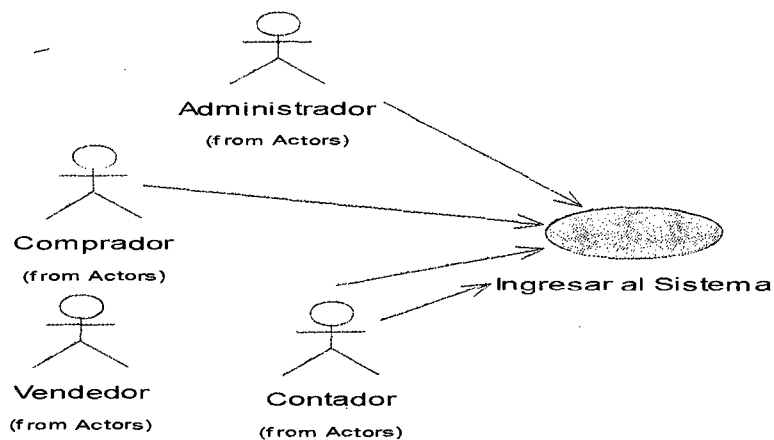 Administrador
(from Actors)
Comprador
(from Actors)
Ingresar al Sistema
Vendedor
(from Actors)
Contador
(from Actors)